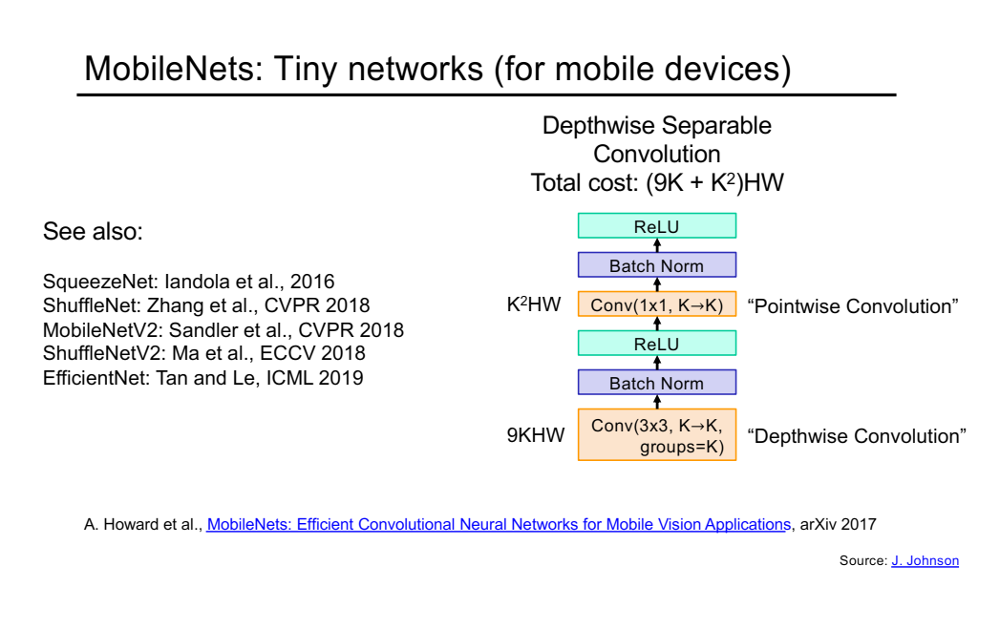 MobileNets: Tiny networks (for mobile devices)
Depthwise Separable
Convolution
Total cost: (9K + K²)HW
See also:
SqueezeNet: Iandola et al., 2016
ShuffleNet: Zhang et al., CVPR 2018
MobileNetV2: Sandler et al., CVPR 2018
ShuffleNetV2: Ma et al., ECCV 2018
EfficientNet: Tan and Le, ICML 2019
ReLU
Batch Norm
K²HW Conv(1x1, K→K) “Pointwise Convolution”
ReLU
Batch Norm
9KHW Conv(3x3, K→K, “Depthwise Convolution”
groups=K)
A. Howard et al., MobileNets: Efficient Convolutional Neural Networks for Mobile Vision Applications, arXiv 2017
Source: J. Johnson